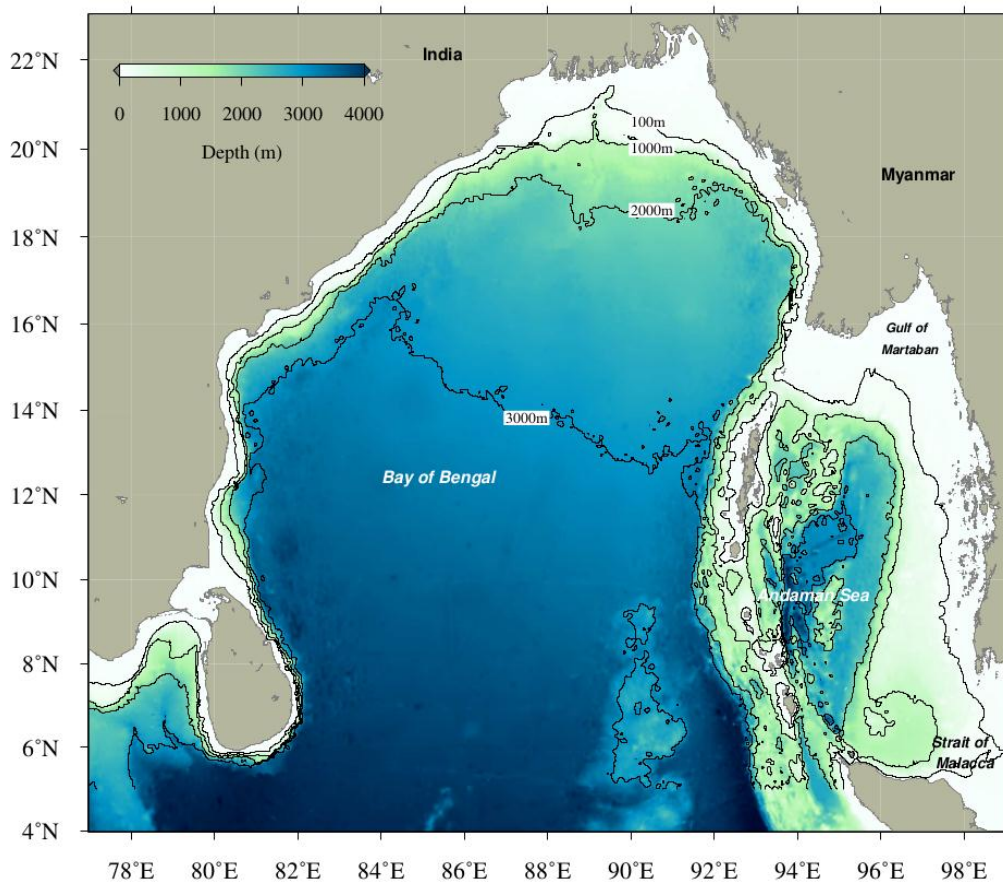 India
22°N
0 1000 2000 3000 4000
Depth (m)
100m
20°N
1000m
Myanmar
2000m
18°N
16°N
Gulf of
Martaban
14°N
3000m
Bay of Bengal
12°N
10°N
Andaman Sea
8°N
6°N
Strait of
Malacca
4°N
78°E 80°E 82°E 84°E 86°E 88°E 90°E 92°E 94°E 96°E 98°E